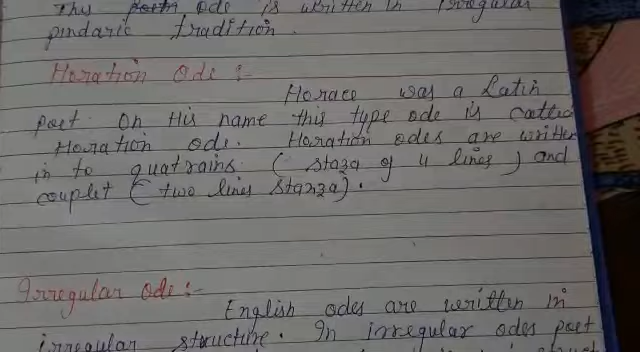 This ode is written in Irregular
pindaric tradition.
Horation Ode :-
Horace was a Latin
poet. On His name this type ode is called
Horation ode. Horation odes are written
in to quatrains (staza of 4 lines) and
couplet (two lines stanza).
Irregular Ode :-
English odes are written in
irregular structure. In irregular odes poet